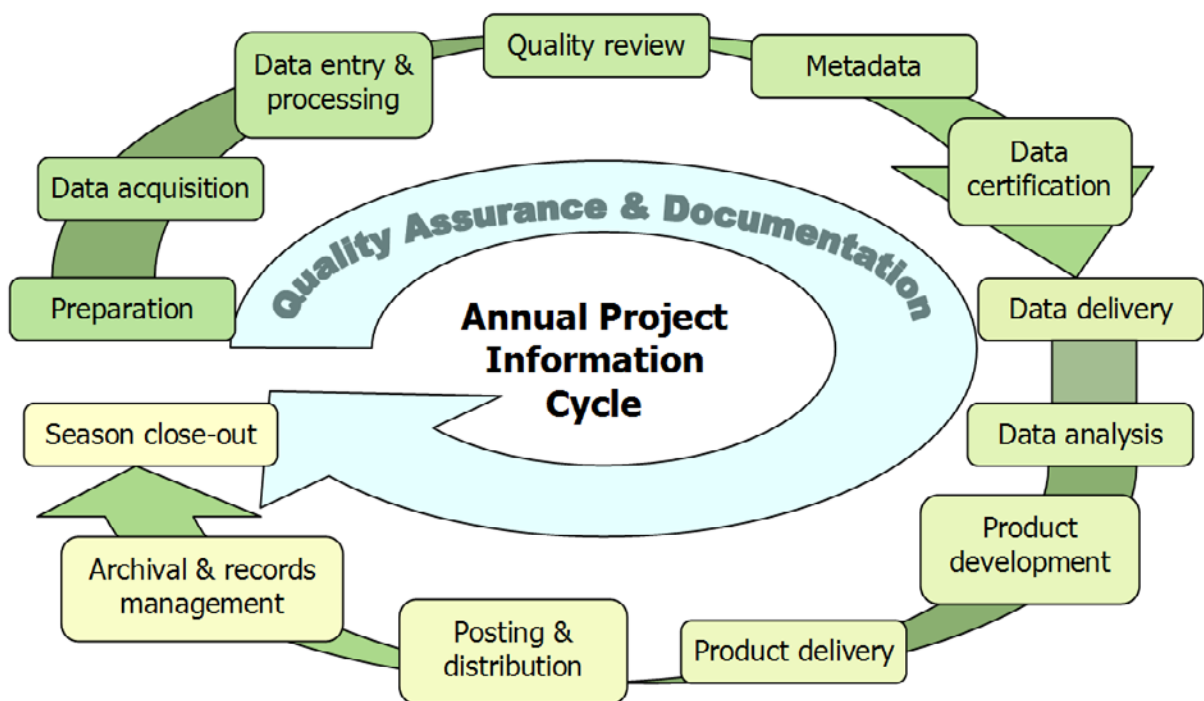 Quality review
Metadata
Data entry &
processing
Data
certification
Data acquisition
Quality Assurance & Documentation
Preparation
Annual Project
Information
Cycle
Data delivery
Season close-out
Data analysis
Product
development
Archival & records
management
Posting &
distribution
Product delivery